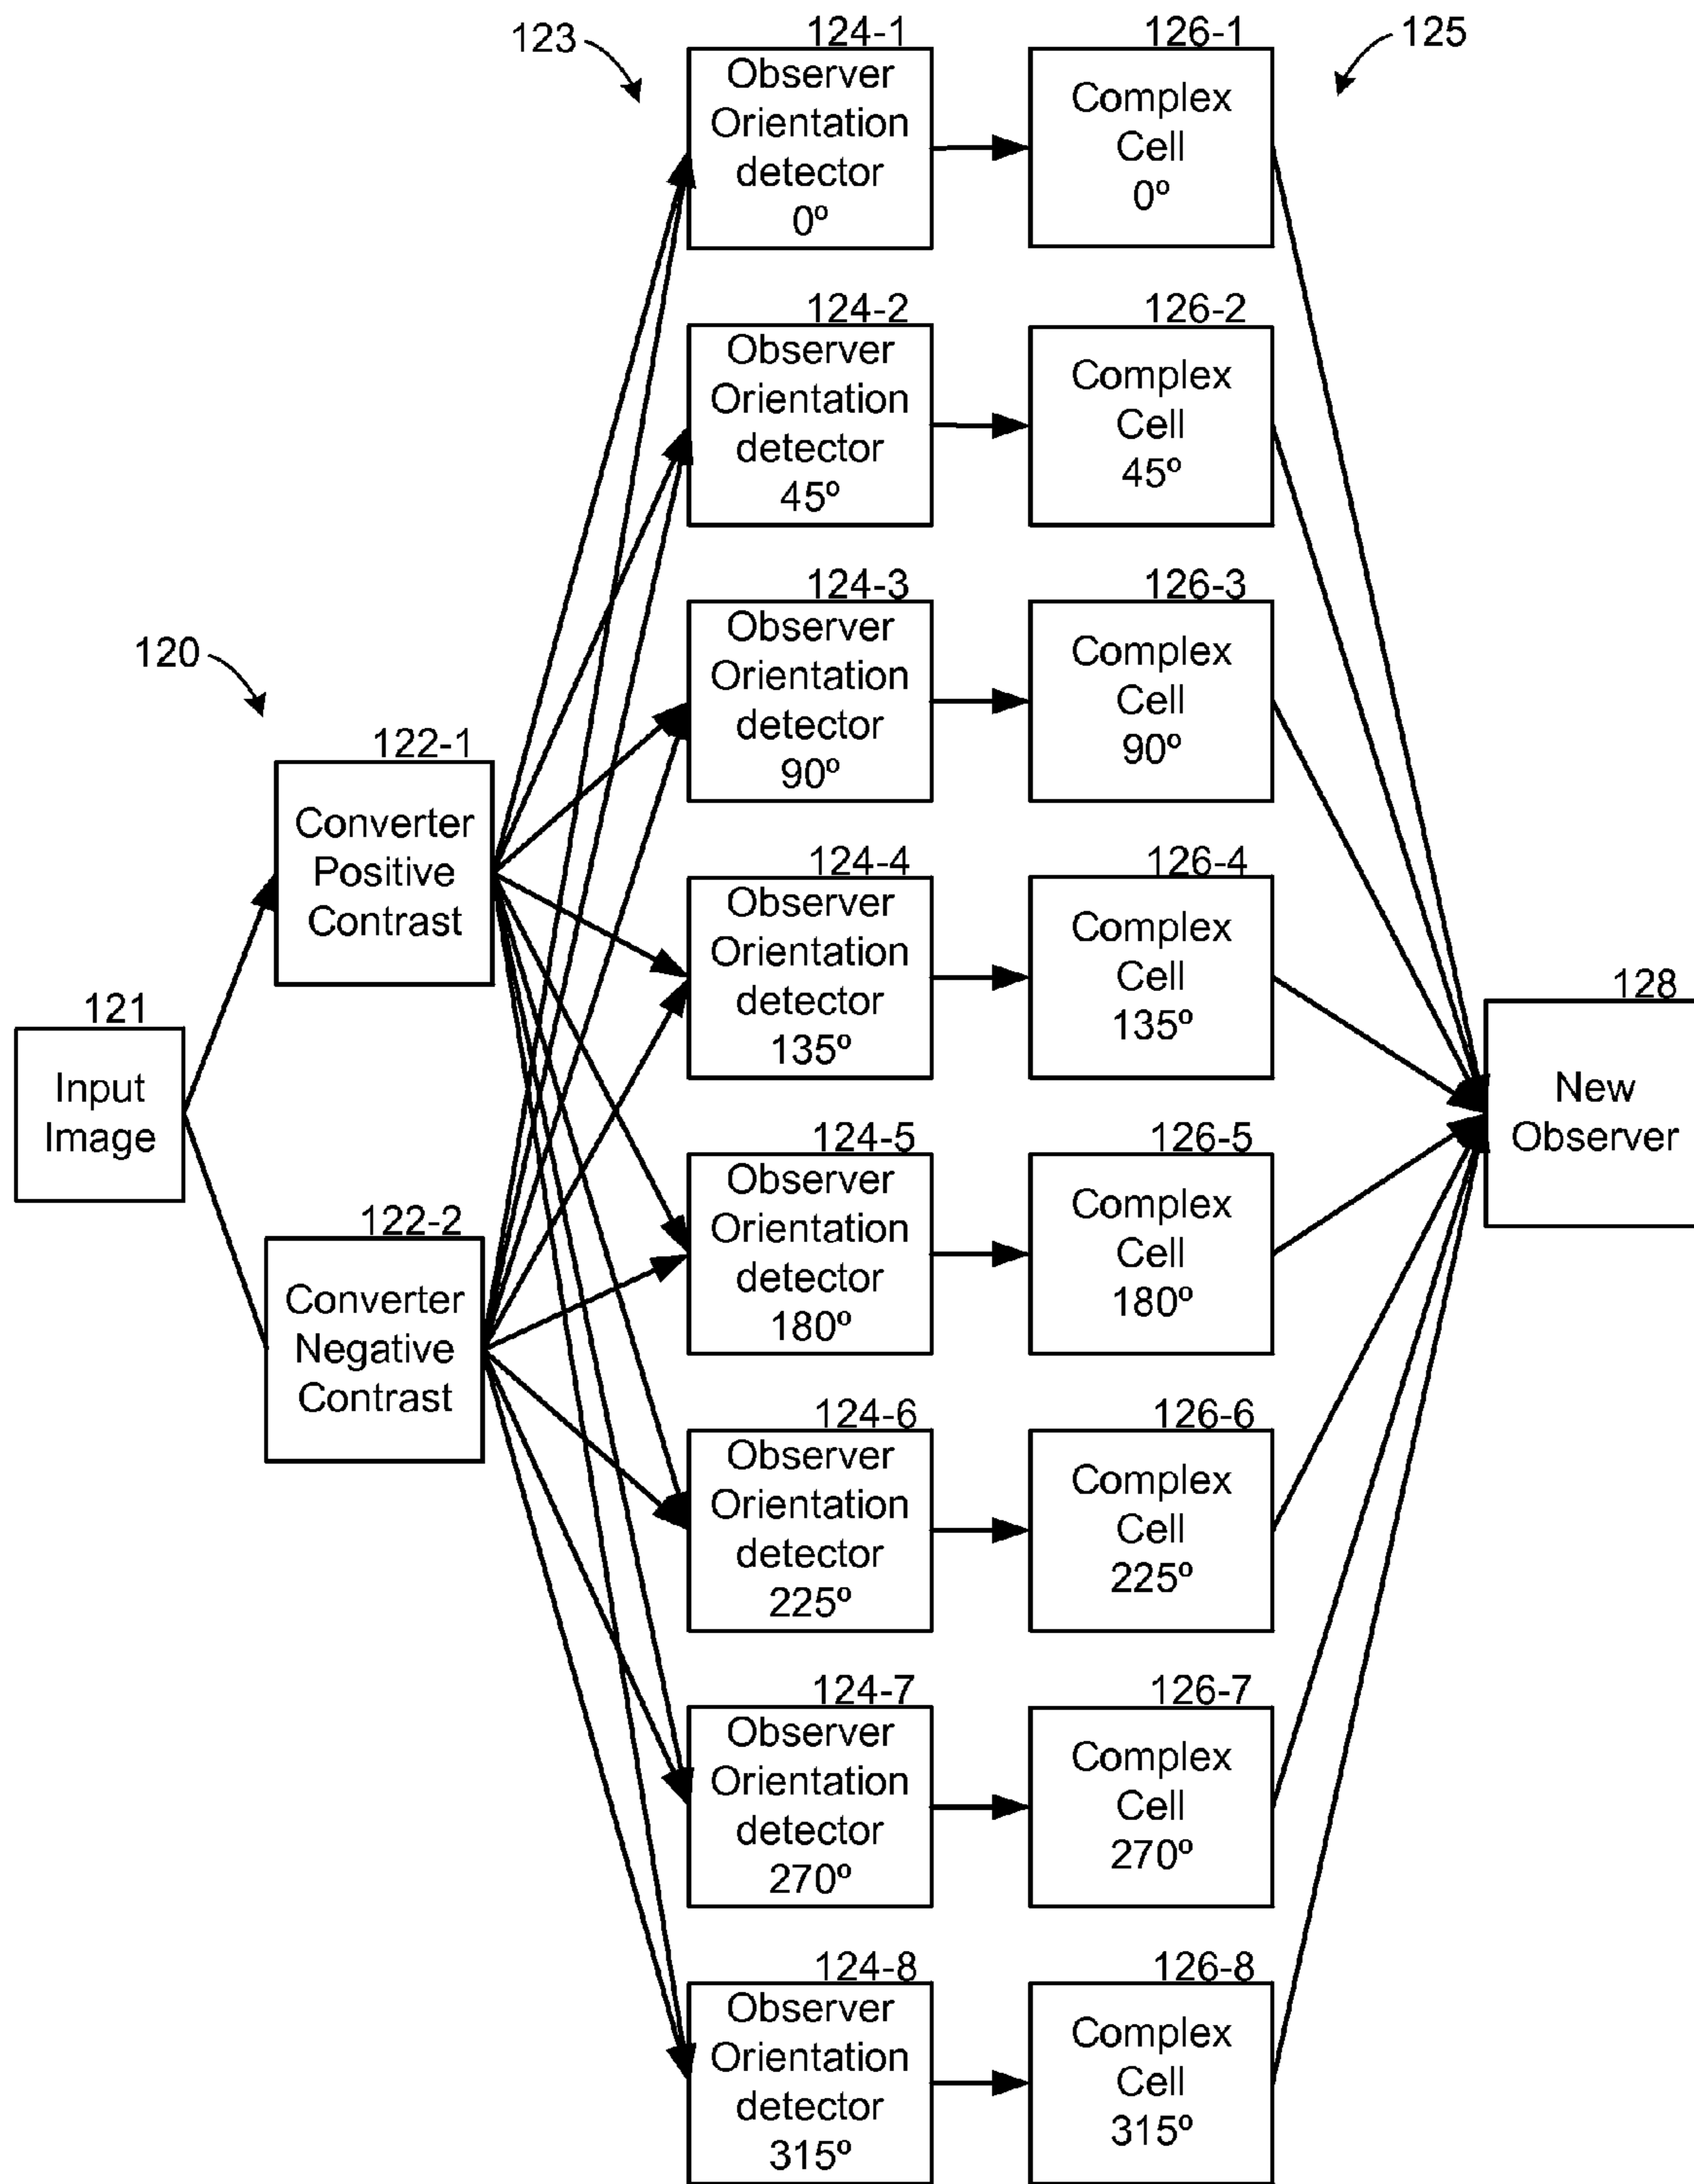 123
124-1
Observer
Orientation
detector
0º
126-1
Complex
Cell
0º
125
124-2
Observer
Orientation
detector
45º
126-2
Complex
Cell
45º
124-3
Observer
Orientation
detector
90º
126-3
Complex
Cell
90º
120
122-1
Converter
Positive
Contrast
124-4
Observer
Orientation
detector
135º
126-4
Complex
Cell
135º
121
Input
Image
128
New
Observer
122-2
Converter
Negative
Contrast
124-5
Observer
Orientation
detector
180º
126-5
Complex
Cell
180º
124-6
Observer
Orientation
detector
225º
126-6
Complex
Cell
225º
124-7
Observer
Orientation
detector
270º
126-7
Complex
Cell
270º
124-8
Observer
Orientation
detector
315º
126-8
Complex
Cell
315º